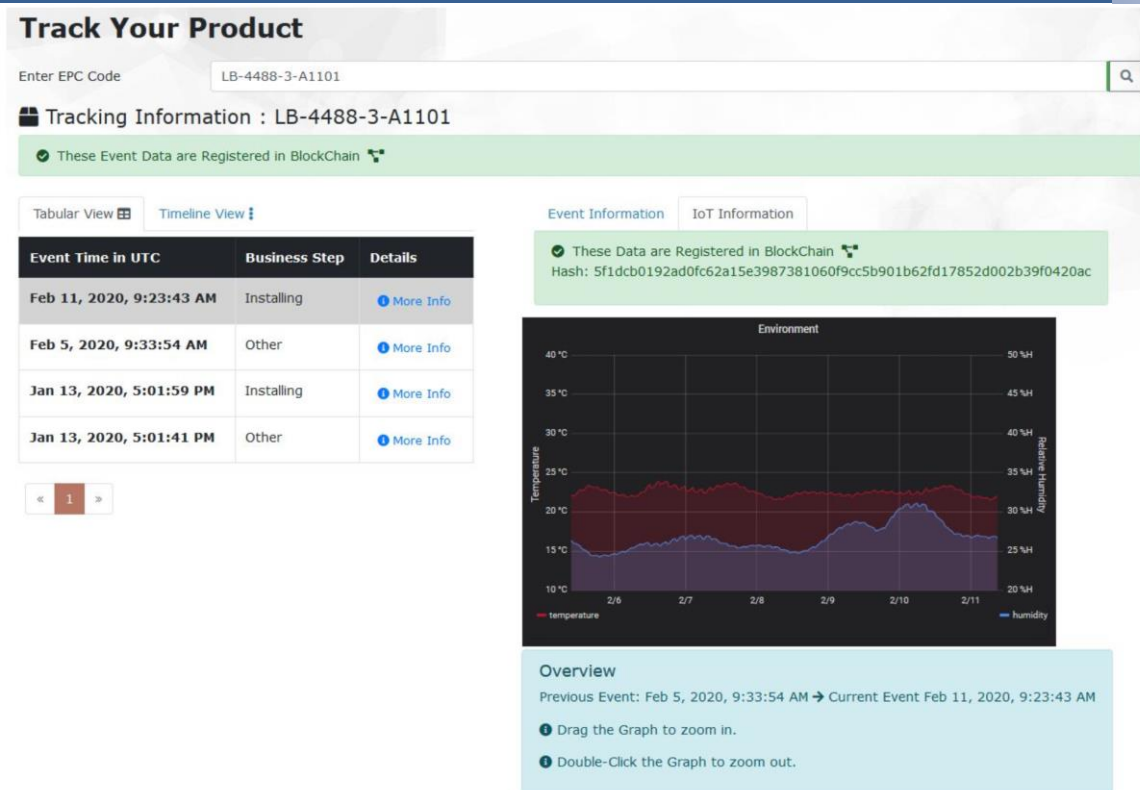 Track Your Product
Enter EPC Code
LB-4488-3-A1101
Tracking Information : LB-4488-3-A1101
These Event Data are Registered in BlockChain
Tabular View
Timeline View
Event Time in UTC Business Step Details
Feb 11, 2020, 9:23:43 AM Installing More Info
Feb 5, 2020, 9:33:54 AM Other More Info
Jan 13, 2020, 5:01:59 PM Installing More Info
Jan 13, 2020, 5:01:41 PM Other More Info
« 1 »
Event Information
IoT Information
These Data are Registered in BlockChain
Hash: 5f1dcb0192ad0fc62a15e3987381060f9cc5b901b62fd17852d002b39f0420ac
Environment
40 °C 50 %H
35 °C 45 %H
30 °C 40 %H
25 °C 35 %H
20 °C 30 %H
15 °C 25 %H
10 °C 20 %H
Temperature
Relative Humidity
2/6 2/7 2/8 2/9 2/10 2/11
temperature humidity
Overview
Previous Event: Feb 5, 2020, 9:33:54 AM → Current Event Feb 11, 2020, 9:23:43 AM
Drag the Graph to zoom in.
Double-Click the Graph to zoom out.